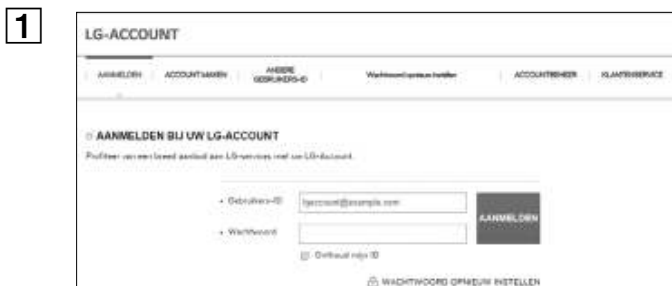 1
LG-ACCOUNT
AANMELDEN ACCOUNT MAKEN ANDERE GEBRUIKERS-ID Wachtwoord opnieuw instellen ACCOUNTBEHEER KLANTENSERVICE
AANMELDEN BIJ UW LG-ACCOUNT
Profiteer van een breed aanbod aan LG-services met uw LG-Account.
• Gebruikers-ID lgaccount@example.com
AANMELDEN
• Wachtwoord
Onthoud mijn ID
WACHTWOORD OPNIEUW INSTELLEN